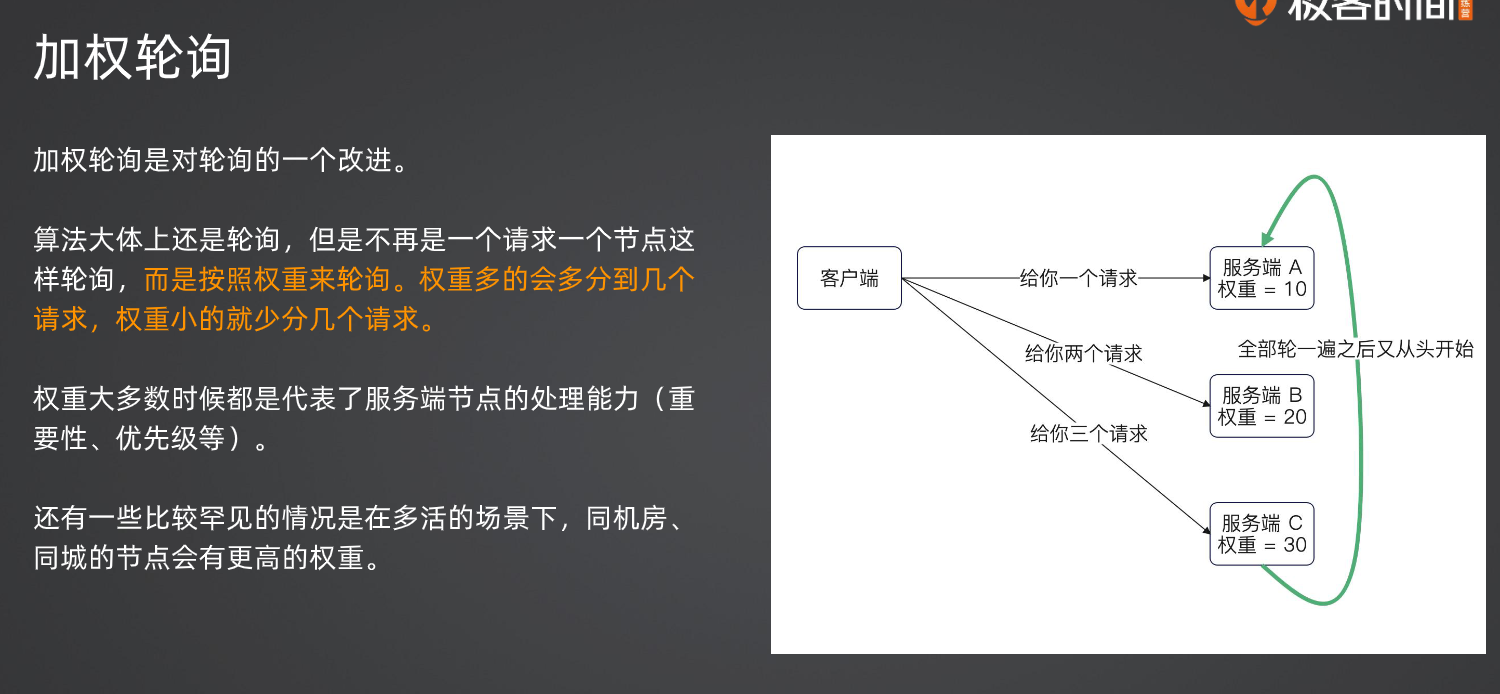 极客时间
加权轮询
加权轮询是对轮询的一个改进。
算法大体上还是轮询，但是不再是一个请求一个节点这
样轮询，而是按照权重来轮询。权重多的会多分到几个
请求，权重小的就少分几个请求。
权重大多数时候都是代表了服务端节点的处理能力（重
要性、优先级等）。
还有一些比较罕见的情况是在多活的场景下，同机房、
同城的节点会有更高的权重。
客户端
给你一个请求
服务端 A
权重 = 10
全部轮一遍之后又从头开始
给你两个请求
服务端 B
权重 = 20
给你三个请求
服务端 C
权重 = 30